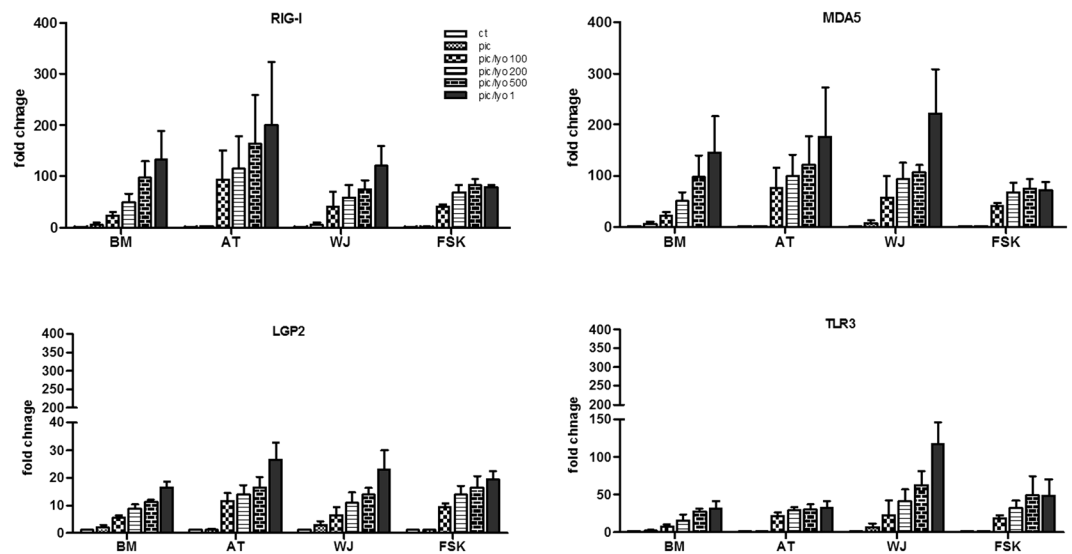 RIG-I
400
300
200
100
0
fold chnage
ct
pic
pic/lyo 100
pic/lyo 200
pic/lyo 500
pic/lyo 1
BM AT WJ FSK
MDA5
400
300
200
100
0
fold chnage
BM AT WJ FSK
LGP2
400
350
300
250
200
40
30
20
10
0
fold chnage
BM AT WJ FSK
TLR3
400
350
300
250
200
150
100
50
0
fold chnage
BM AT WJ FSK